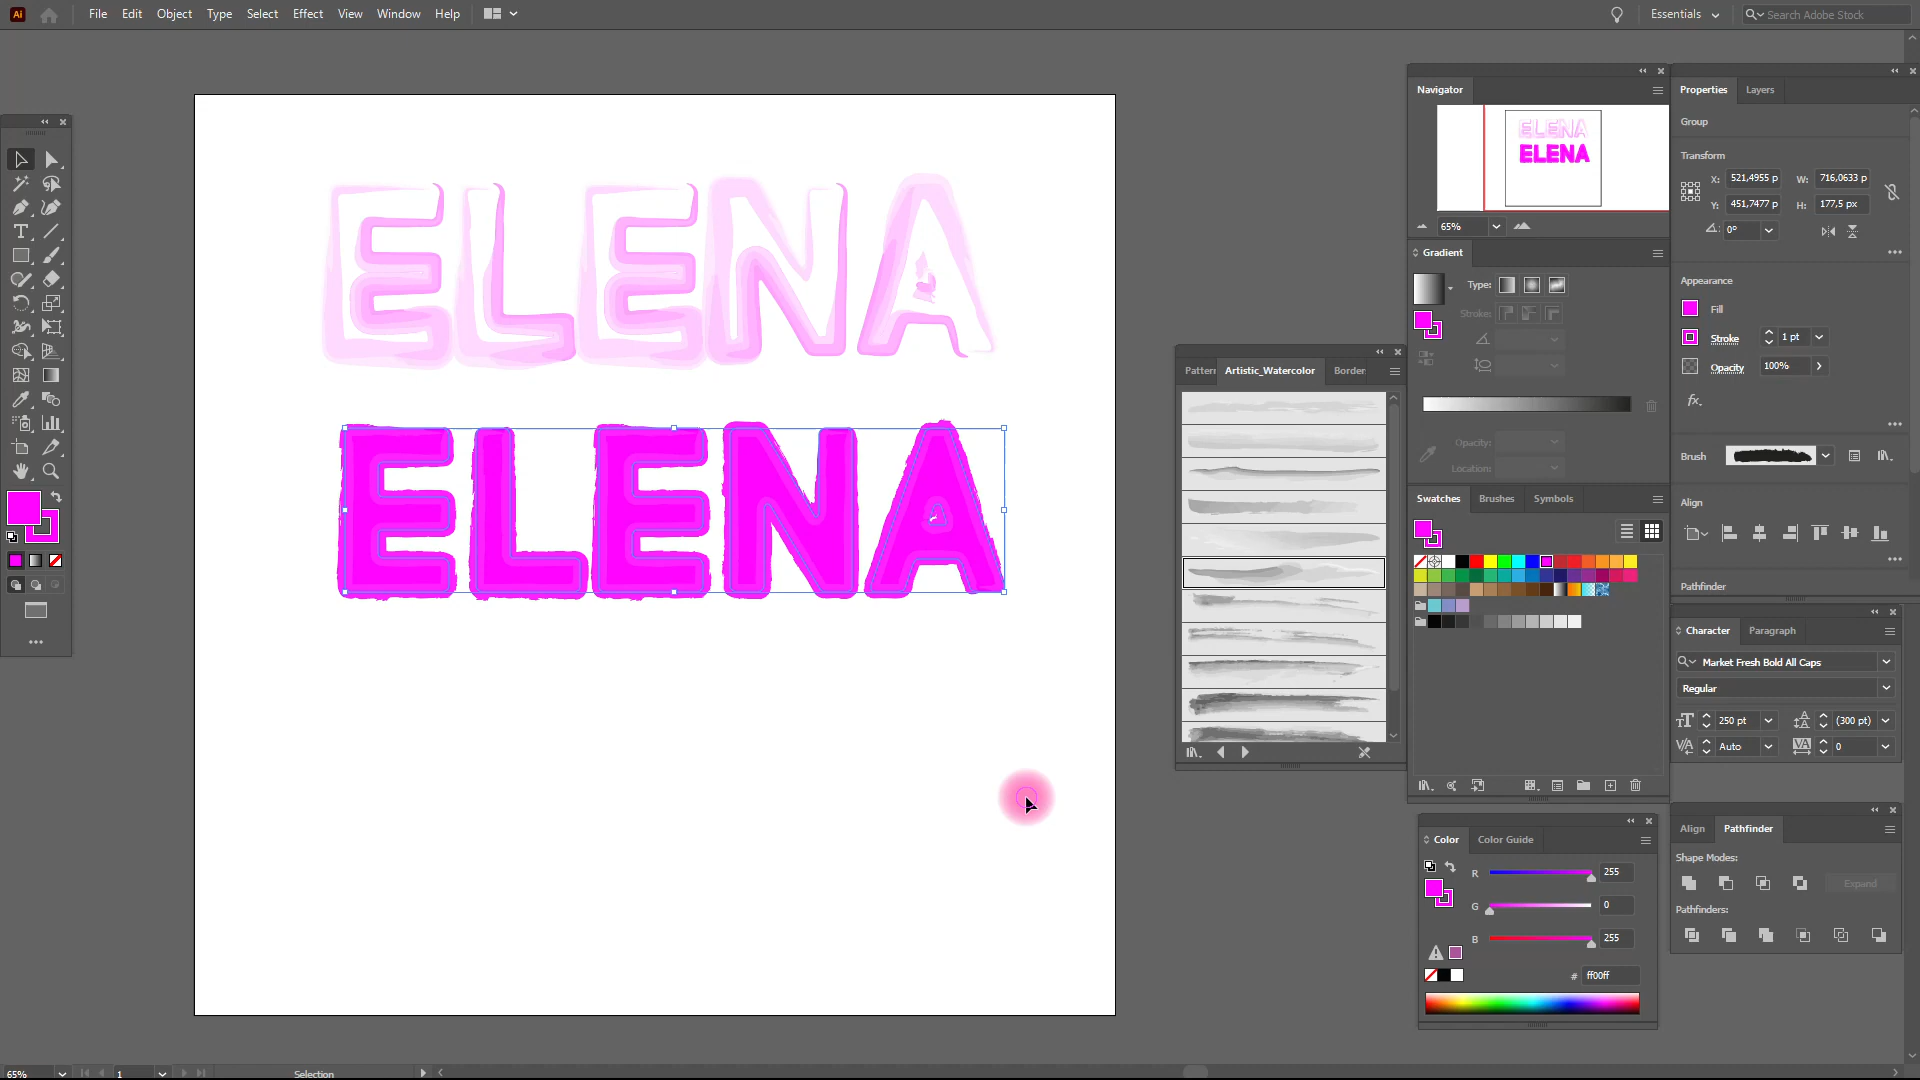 Ai File Edit Object Type Select Effect View Window Help Essentials Search Adobe Stock
ELENA
ELENA
Navigator
ELENA
ELENA
65%
Gradient
Type:
Stroke:
Opacity:
Location:
Pattern Artistic_Watercolor Border
Swatches Brushes Symbols
Color Color Guide
R 255
G 0
B 255
# ff00ff
Properties Layers
Group
Transform
X: 521,4955 p W: 716,0633 p
Y: 451,7477 p H: 177,5 px
0°
Appearance
Fill
Stroke 1 pt
Opacity 100%
fx.
Brush
Align
Pathfinder
Character Paragraph
Market Fresh Bold All Caps
Regular
250 pt (300 pt)
Auto 0
Align Pathfinder
Shape Modes:
Expand
Pathfinders:
65% 1 Selection